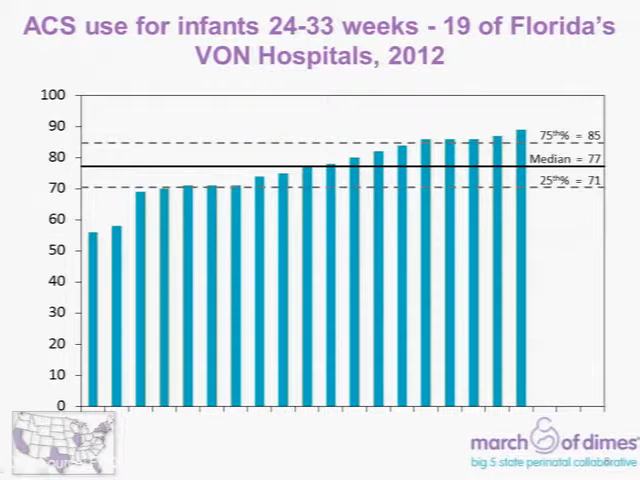 ACS use for infants 24-33 weeks - 19 of Florida's
VON Hospitals, 2012
100
90
80
70
60
50
40
30
20
10
0
75th% = 85
Median = 77
25th% = 71
march of dimes®
big 5 state perinatal collaborative